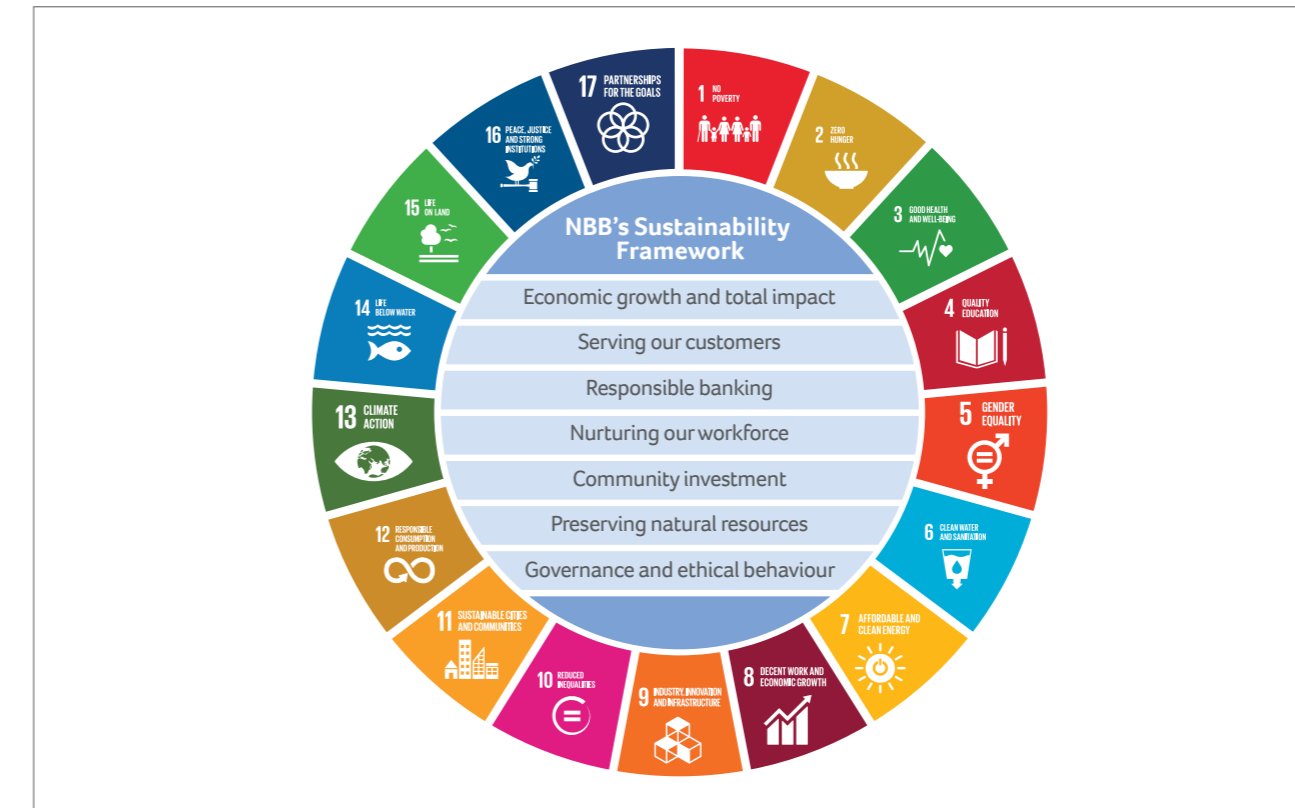 1 NO
POVERTY
2 ZERO
HUNGER
3 GOOD HEALTH
AND WELL-BEING
4 QUALITY
EDUCATION
5 GENDER
EQUALITY
6 CLEAN WATER
AND SANITATION
7 AFFORDABLE AND
CLEAN ENERGY
8 DECENT WORK AND
ECONOMIC GROWTH
9 INDUSTRY, INNOVATION
AND INFRASTRUCTURE
10 REDUCED
INEQUALITIES
11 SUSTAINABLE CITIES
AND COMMUNITIES
12 RESPONSIBLE
CONSUMPTION
AND PRODUCTION
13 CLIMATE
ACTION
14 LIFE
BELOW WATER
15 LIFE
ON LAND
16 PEACE, JUSTICE
AND STRONG
INSTITUTIONS
17 PARTNERSHIPS
FOR THE GOALS
NBB's Sustainability
Framework
Economic growth and total impact
Serving our customers
Responsible banking
Nurturing our workforce
Community investment
Preserving natural resources
Governance and ethical behaviour